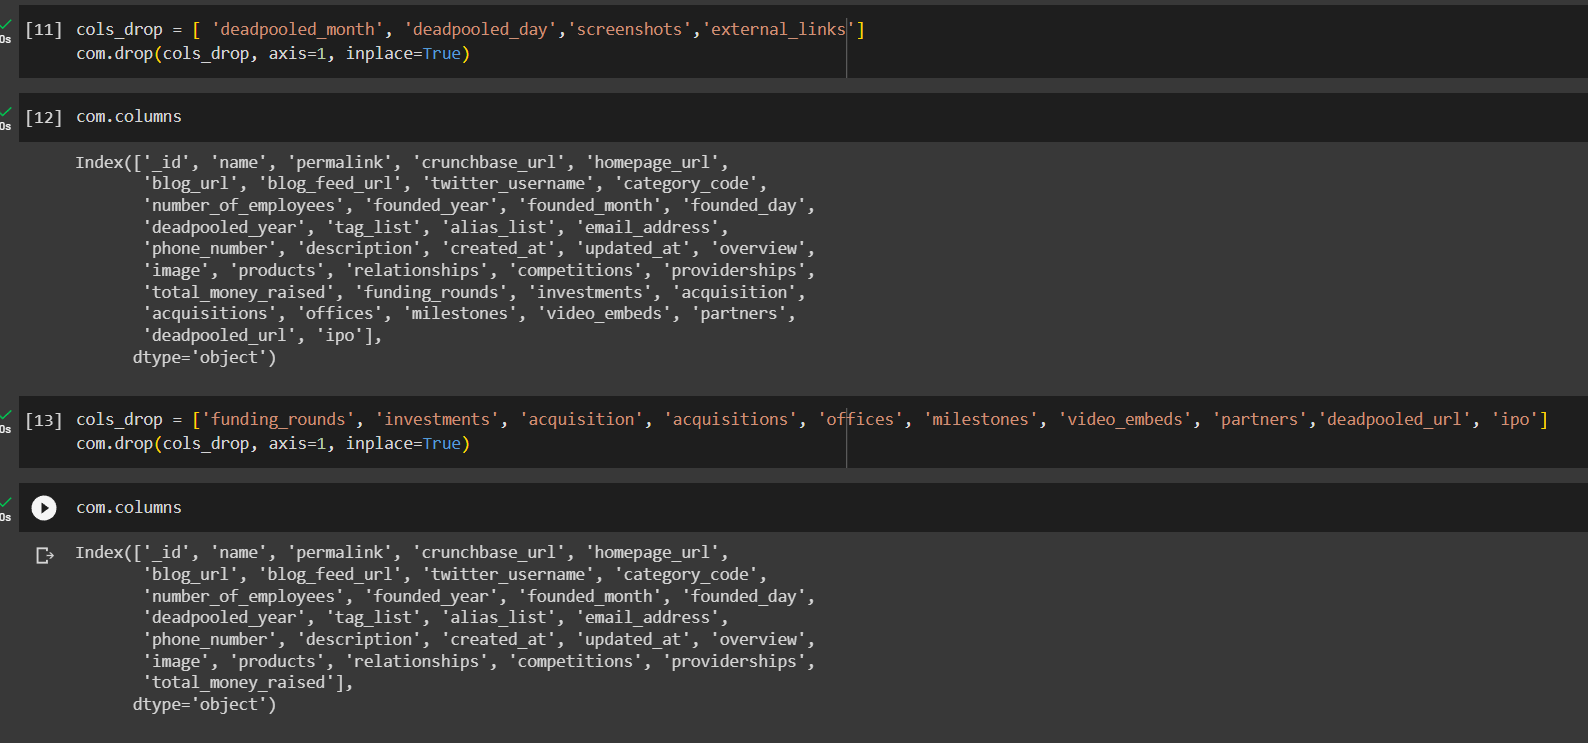 [11] cols_drop = [ 'deadpooled_month', 'deadpooled_day','screenshots','external_links']
0s com.drop(cols_drop, axis=1, inplace=True)
[12] com.columns
0s
Index(['_id', 'name', 'permalink', 'crunchbase_url', 'homepage_url',
'blog_url', 'blog_feed_url', 'twitter_username', 'category_code',
'number_of_employees', 'founded_year', 'founded_month', 'founded_day',
'deadpooled_year', 'tag_list', 'alias_list', 'email_address',
'phone_number', 'description', 'created_at', 'updated_at', 'overview',
'image', 'products', 'relationships', 'competitions', 'providerships',
'total_money_raised', 'funding_rounds', 'investments', 'acquisition',
'acquisitions', 'offices', 'milestones', 'video_embeds', 'partners',
'deadpooled_url', 'ipo'],
dtype='object')
[13] cols_drop = ['funding_rounds', 'investments', 'acquisition', 'acquisitions', 'offices', 'milestones', 'video_embeds', 'partners','deadpooled_url', 'ipo']
0s com.drop(cols_drop, axis=1, inplace=True)
com.columns
0s
Index(['_id', 'name', 'permalink', 'crunchbase_url', 'homepage_url',
'blog_url', 'blog_feed_url', 'twitter_username', 'category_code',
'number_of_employees', 'founded_year', 'founded_month', 'founded_day',
'deadpooled_year', 'tag_list', 'alias_list', 'email_address',
'phone_number', 'description', 'created_at', 'updated_at', 'overview',
'image', 'products', 'relationships', 'competitions', 'providerships',
'total_money_raised'],
dtype='object')